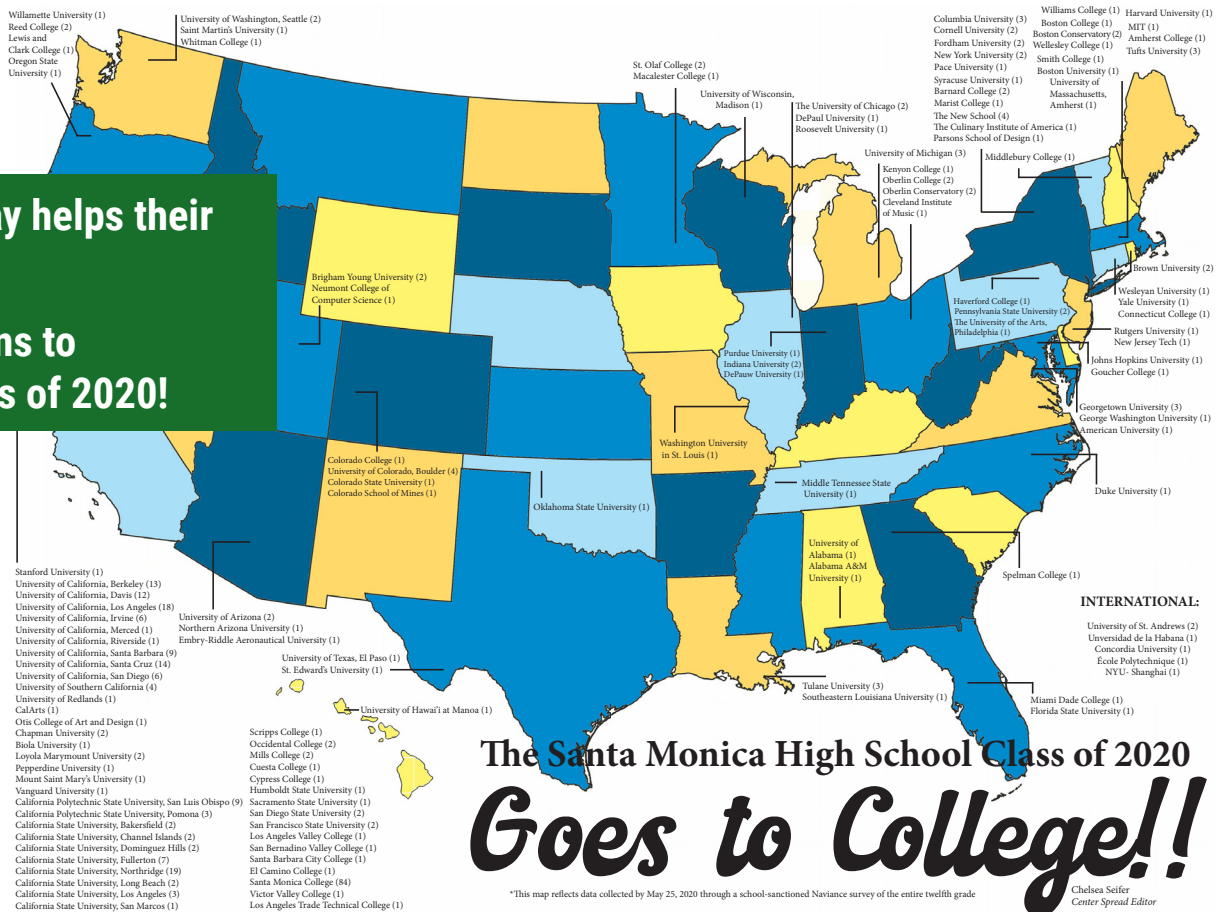 Willamette University (1)
Reed College (2)
Lewis and
Clark College (1)
Oregon State
University (1)
University of Washington, Seattle (2)
Saint Martin's University (1)
Whitman College (1)
St. Olaf College (2)
Macalester College (1)
University of Wisconsin,
Madison (1)
The University of Chicago (2)
DePaul University (1)
Roosevelt University (1)
University of Michigan (3)
Kenyon College (1)
Oberlin College (2)
Oberlin Conservatory (2)
Cleveland Institute
of Music (1)
Columbia University (3)
Cornell University (2)
Fordham University (2)
New York University (2)
Pace University (1)
Syracuse University (1)
Barnard College (2)
Marist College (1)
The New School (4)
The Culinary Institute of America (1)
Parsons School of Design (1)
Middlebury College (1)
Williams College (1)
Boston College (1)
Boston Conservatory (2)
Wellesley College (1)
Smith College (1)
Boston University (1)
University of
Massachusetts,
Amherst (1)
Harvard University (1)
MIT (1)
Amherst College (1)
Tufts University (3)
ay helps their
ns to
s of 2020!
Brigham Young University (2)
Neumont College of
Computer Science (1)
Brown University (2)
Wesleyan University (1)
Yale University (1)
Connecticut College (1)
Haverford College (1)
Pennsylvania State University (2)
The University of the Arts,
Philadelphia (1)
Rutgers University (1)
New Jersey Tech (1)
Johns Hopkins University (1)
Goucher College (1)
Purdue University (1)
Indiana University (2)
DePauw University (1)
Georgetown University (3)
George Washington University (1)
American University (1)
Washington University
in St. Louis (1)
Colorado College (1)
University of Colorado, Boulder (4)
Colorado State University (1)
Colorado School of Mines (1)
Oklahoma State University (1)
Middle Tennessee State
University (1)
Duke University (1)
University of
Alabama (1)
Alabama A&M
University (1)
Spelman College (1)
INTERNATIONAL:
University of St. Andrews (2)
Unversidad de la Habana (1)
Concordia University (1)
École Polytechnique (1)
NYU- Shanghai (1)
University of Arizona (2)
Northern Arizona University (1)
Embry-Riddle Aeronautical University (1)
University of Texas, El Paso (1)
St. Edward's University (1)
University of Hawai'i at Manoa (1)
Tulane University (3)
Southeastern Louisiana University (1)
Miami Dade College (1)
Florida State University (1)
Stanford University (1)
University of California, Berkeley (13)
University of California, Davis (12)
University of California, Los Angeles (18)
University of California, Irvine (6)
University of California, Merced (1)
University of California, Riverside (1)
University of California, Santa Barbara (9)
University of California, Santa Cruz (14)
University of California, San Diego (6)
University of Southern California (4)
University of Redlands (1)
CalArts (1)
Otis College of Art and Design (1)
Chapman University (2)
Biola University (1)
Loyola Marymount University (2)
Pepperdine University (1)
Mount Saint Mary's University (1)
Vanguard University (1)
California Polytechnic State University, San Luis Obispo (9)
California Polytechnic State University, Pomona (3)
California State University, Bakersfield (2)
California State University, Channel Islands (2)
California State University, Dominguez Hills (2)
California State University, Fullerton (7)
California State University, Northridge (19)
California State University, Long Beach (2)
California State University, Los Angeles (3)
California State University, San Marcos (1)
Scripps College (1)
Occidental College (2)
Mills College (2)
Cuesta College (1)
Cypress College (1)
Humboldt State University (1)
Sacramento State University (1)
San Diego State University (2)
San Francisco State University (2)
Los Angeles Valley College (1)
San Bernadino Valley College (1)
Santa Barbara City College (1)
El Camino College (1)
Santa Monica College (84)
Victor Valley College (1)
Los Angeles Trade Technical College (1)
The Santa Monica High School Class of 2020
Goes to College!!
*This map reflects data collected by May 25, 2020 through a school-sanctioned Naviance survey of the entire twelfth grade
Chelsea Seifer
Center Spread Editor